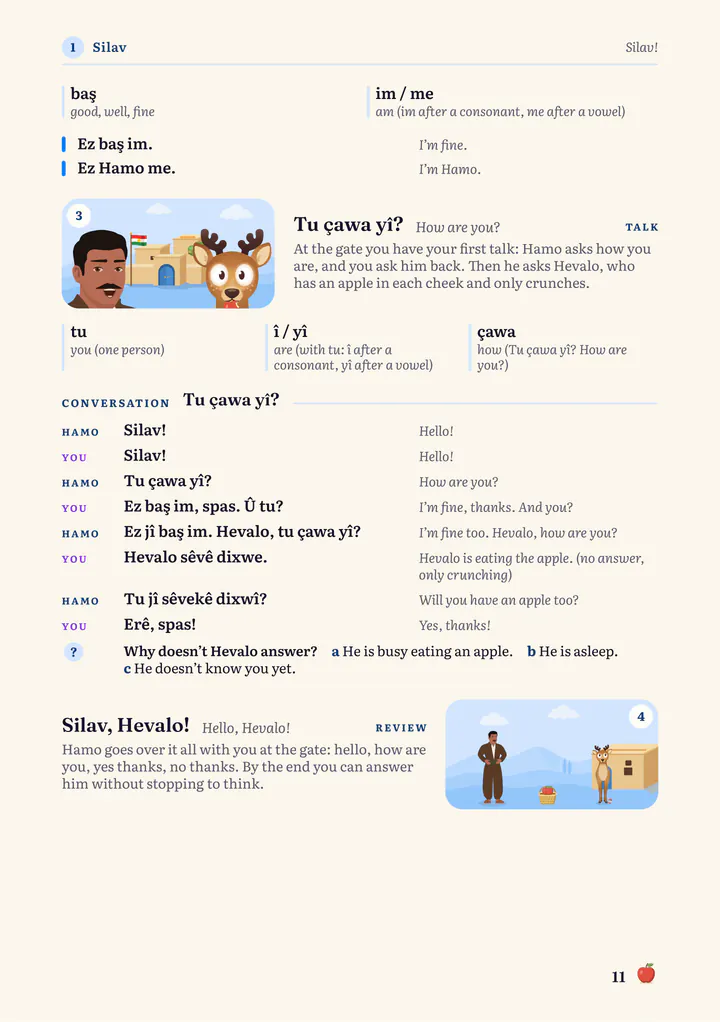 1 Silav
Silav!
baş
good, well, fine
im / me
am (im after a consonant, me after a vowel)
Ez baş im.
I’m fine.
Ez Hamo me.
I’m Hamo.
3
Tu çawa yî? How are you? TALK
At the gate you have your first talk: Hamo asks how you
are, and you ask him back. Then he asks Hevalo, who
has an apple in each cheek and only crunches.
tu
you (one person)
î / yî
are (with tu: î after a
consonant, yî after a vowel)
çawa
how (Tu çawa yî? How are
you?)
CONVERSATION Tu çawa yî?
HAMO Silav! Hello!
YOU Silav! Hello!
HAMO Tu çawa yî? How are you?
YOU Ez baş im, spas. Û tu? I’m fine, thanks. And you?
HAMO Ez jî baş im. Hevalo, tu çawa yî? I’m fine too. Hevalo, how are you?
YOU Hevalo sêvê dixwe. Hevalo is eating the apple. (no answer,
only crunching)
HAMO Tu jî sêvekê dixwî? Will you have an apple too?
YOU Erê, spas! Yes, thanks!
? Why doesn’t Hevalo answer? a He is busy eating an apple. b He is asleep.
c He doesn’t know you yet.
Silav, Hevalo! Hello, Hevalo! REVIEW
Hamo goes over it all with you at the gate: hello, how are
you, yes thanks, no thanks. By the end you can answer
him without stopping to think.
4
11